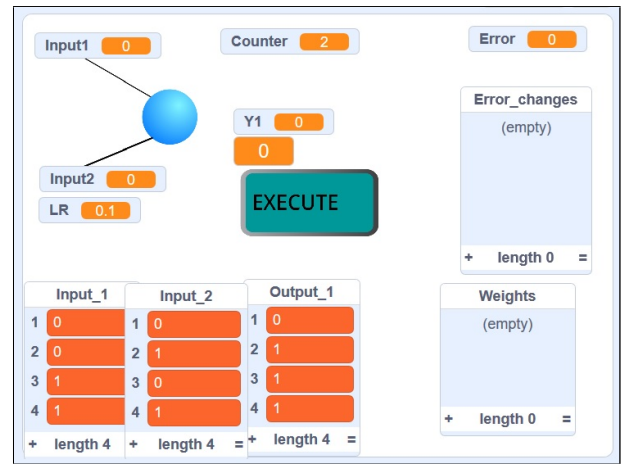 Input1 0
Counter 2
Error 0
Error_changes
(empty)
+ length 0 =
Y1 0
0
Input2 0
LR 0.1
EXECUTE
Input_1
1 0
2 0
3 1
4 1
+ length 4
Input_2
1 0
2 1
3 0
4 1
+ length 4 =
Output_1
1 0
2 1
3 1
4 1
+ length 4 =
Weights
(empty)
+ length 0 =